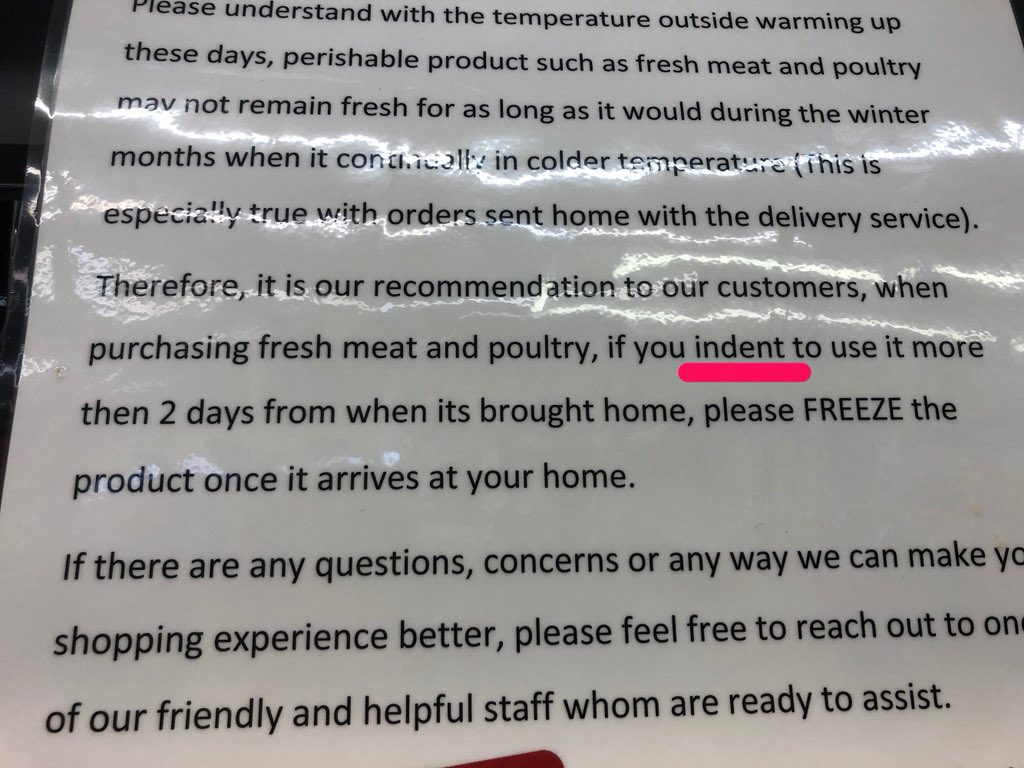 Please understand with the temperature outside warming up
these days, perishable product such as fresh meat and poultry
may not remain fresh for as long as it would during the winter
months when it continually in colder temperature (This is
especially true with orders sent home with the delivery service).
Therefore, it is our recommendation to our customers, when
purchasing fresh meat and poultry, if you indent to use it more
then 2 days from when its brought home, please FREEZE the
product once it arrives at your home.
If there are any questions, concerns or any way we can make yo
shopping experience better, please feel free to reach out to one
of our friendly and helpful staff whom are ready to assist.